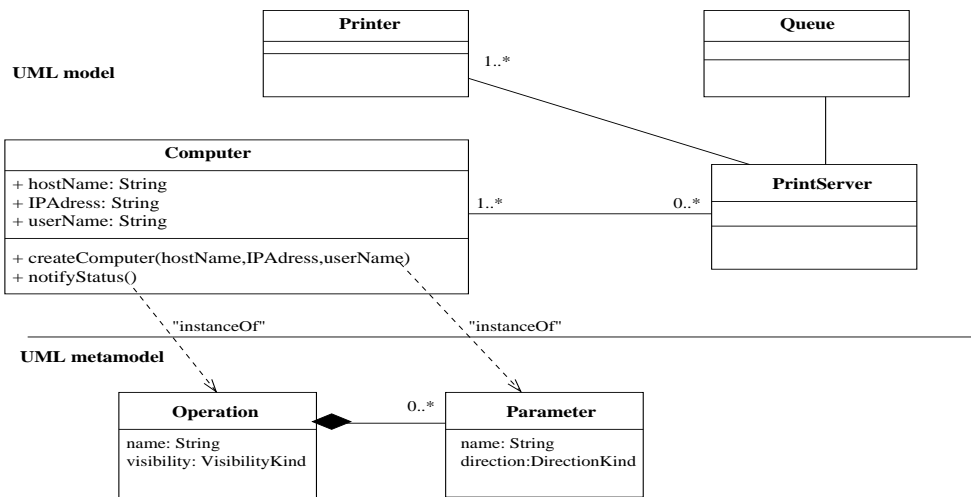 Printer
Queue
1..*
UML model
Computer
+ hostName: String
+ IPAdress: String
+ userName: String
+ createComputer(hostName,IPAdress,userName)
+ notifyStatus()
1..*
0..*
PrintServer
"instanceOf"
"instanceOf"
UML metamodel
Operation
name: String
visibility: VisibilityKind
0..*
Parameter
name: String
direction:DirectionKind